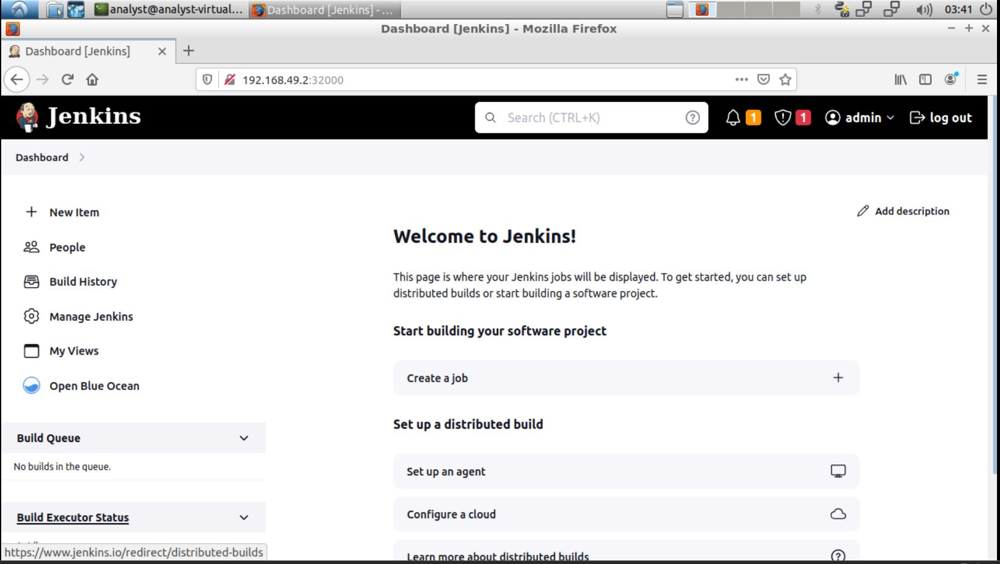 analyst@analyst-virtual...
Dashboard [Jenkins] - ...
03:41
Dashboard [Jenkins] - Mozilla Firefox
Dashboard [Jenkins]
192.168.49.2:32000
Jenkins
Search (CTRL+K)
1
1
admin
log out
Dashboard
New Item
People
Build History
Manage Jenkins
My Views
Open Blue Ocean
Build Queue
No builds in the queue.
Build Executor Status
https://www.jenkins.io/redirect/distributed-builds
Add description
Welcome to Jenkins!
This page is where your Jenkins jobs will be displayed. To get started, you can set up
distributed builds or start building a software project.
Start building your software project
Create a job
Set up a distributed build
Set up an agent
Configure a cloud
Learn more about distributed builds